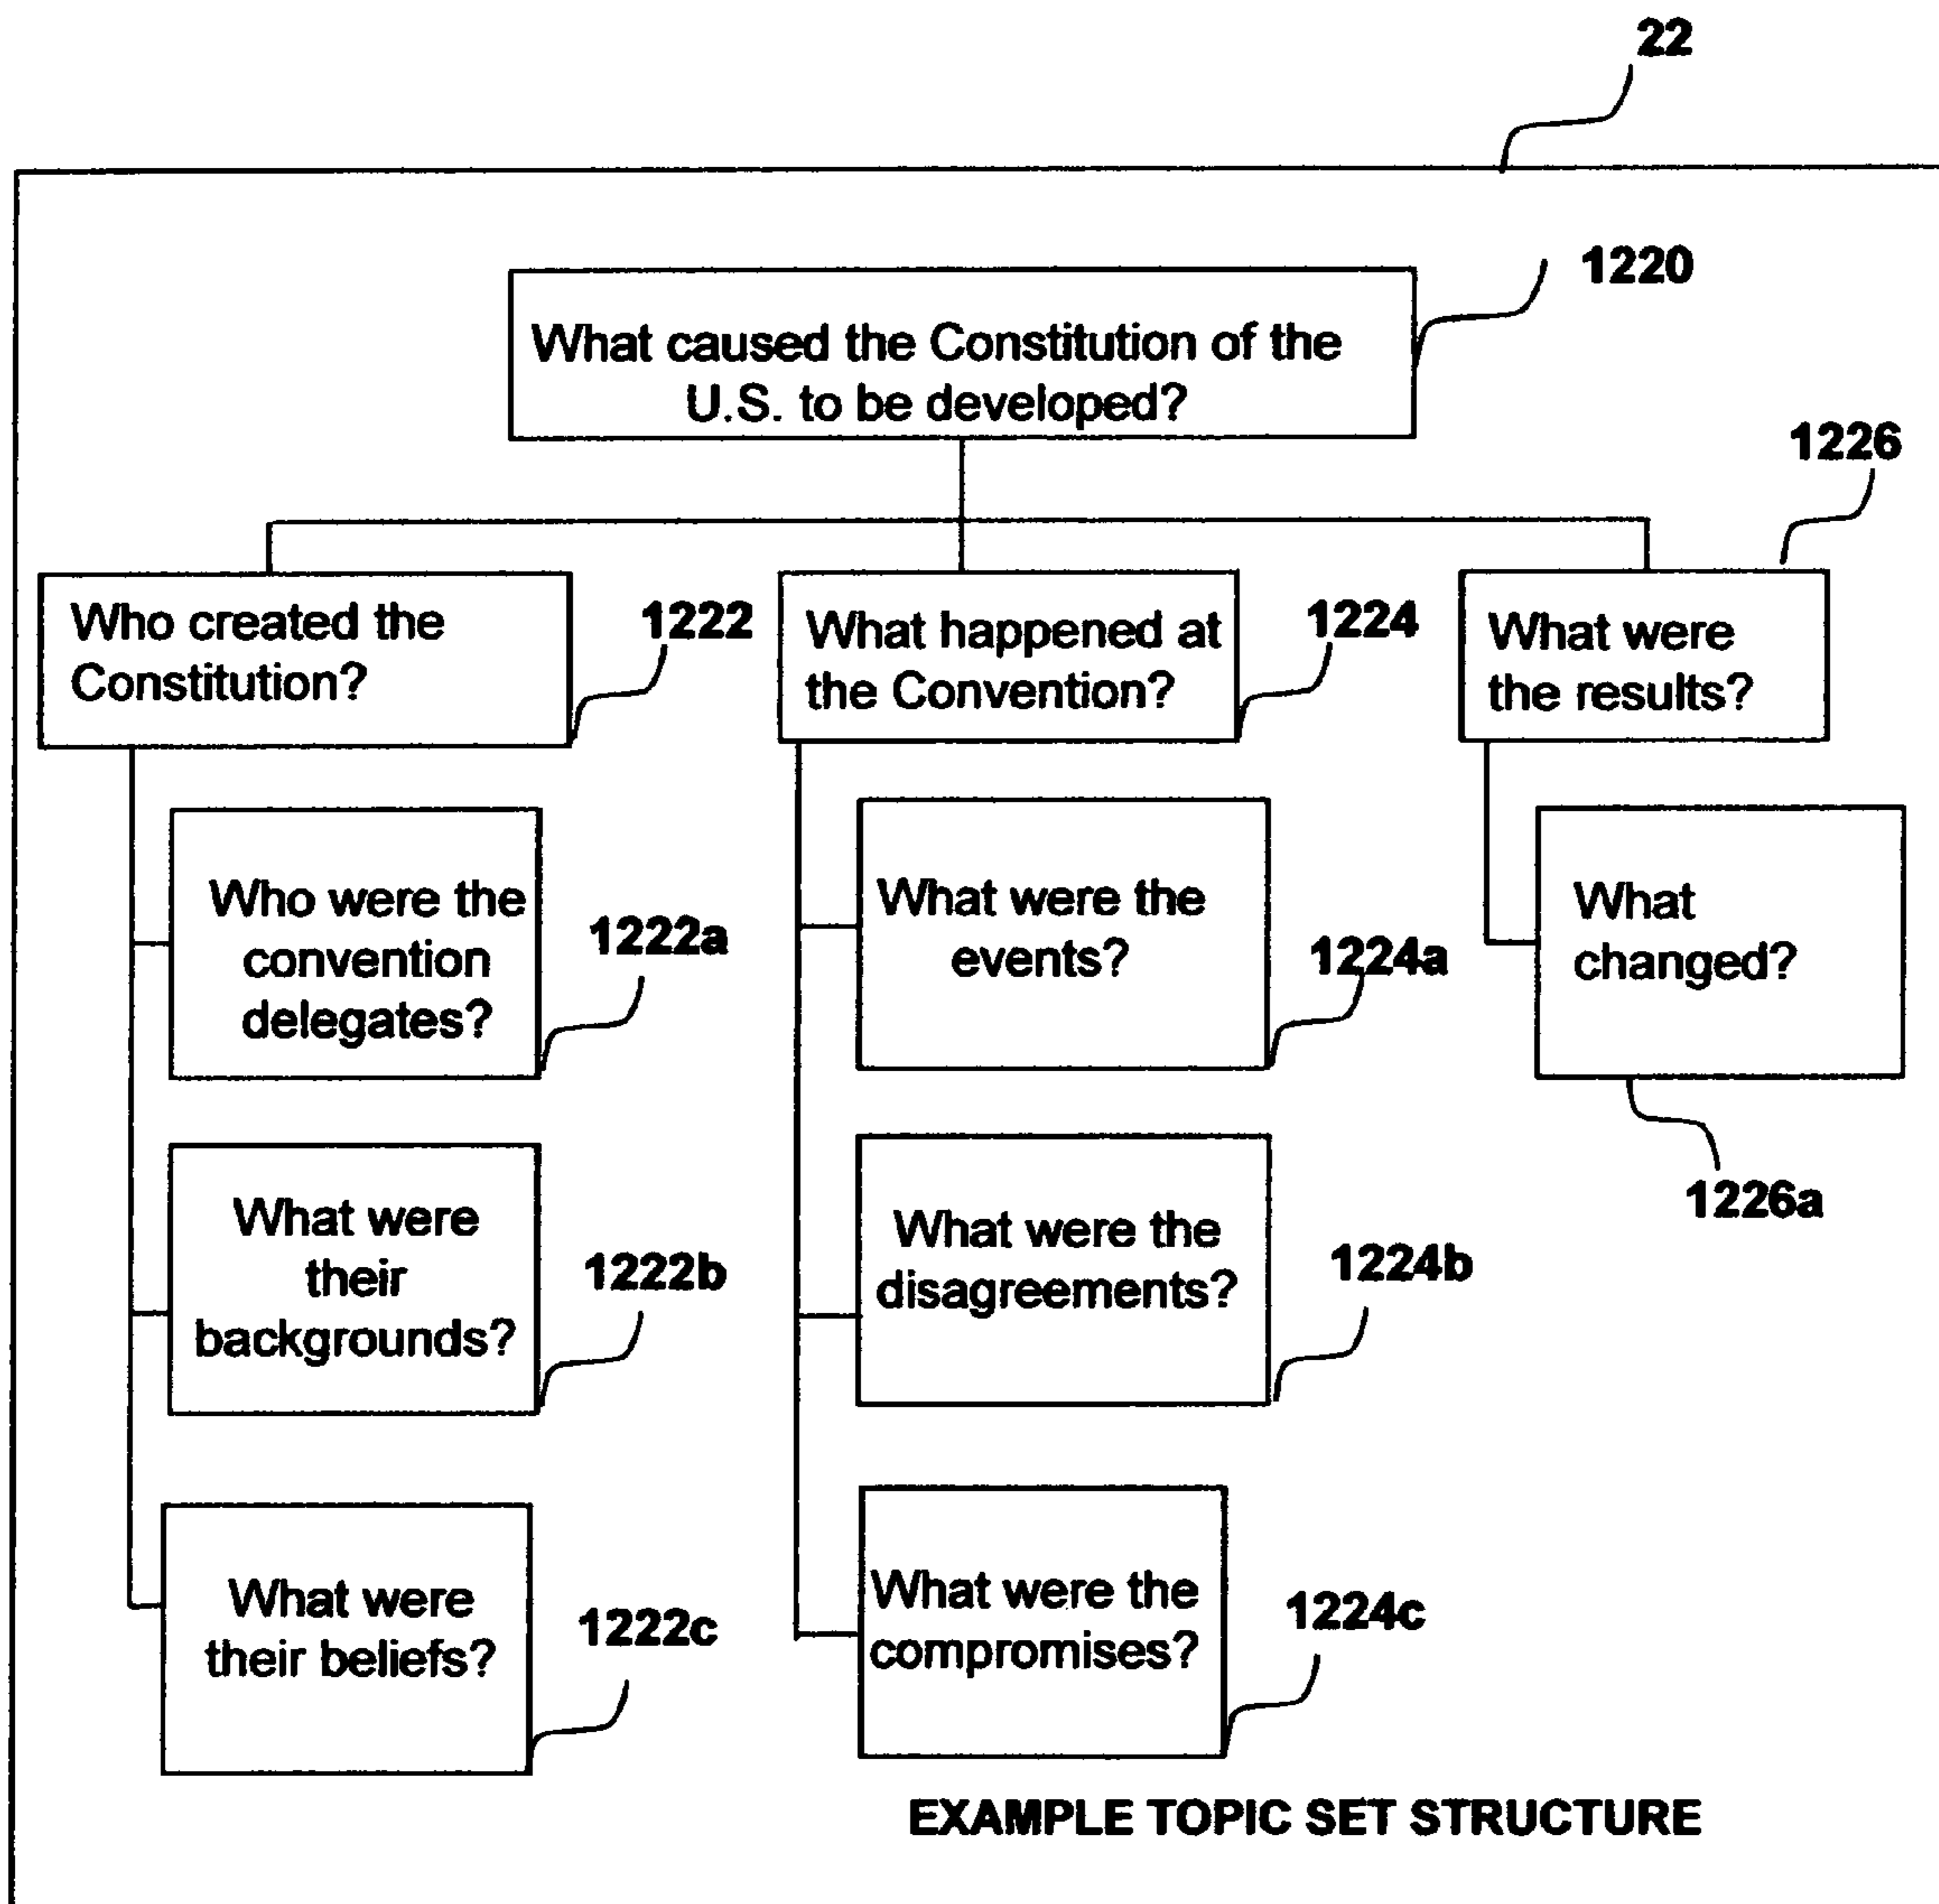 22
1220
What caused the Constitution of the
U.S. to be developed?
1226
Who created the
Constitution?
1222
What happened at
the Convention?
1224
What were
the results?
Who were the
convention
delegates?
1222a
What were the
events?
1224a
What
changed?
1226a
What were
their
backgrounds?
1222b
What were the
disagreements?
1224b
What were
their beliefs?
1222c
What were the
compromises?
1224c
EXAMPLE TOPIC SET STRUCTURE